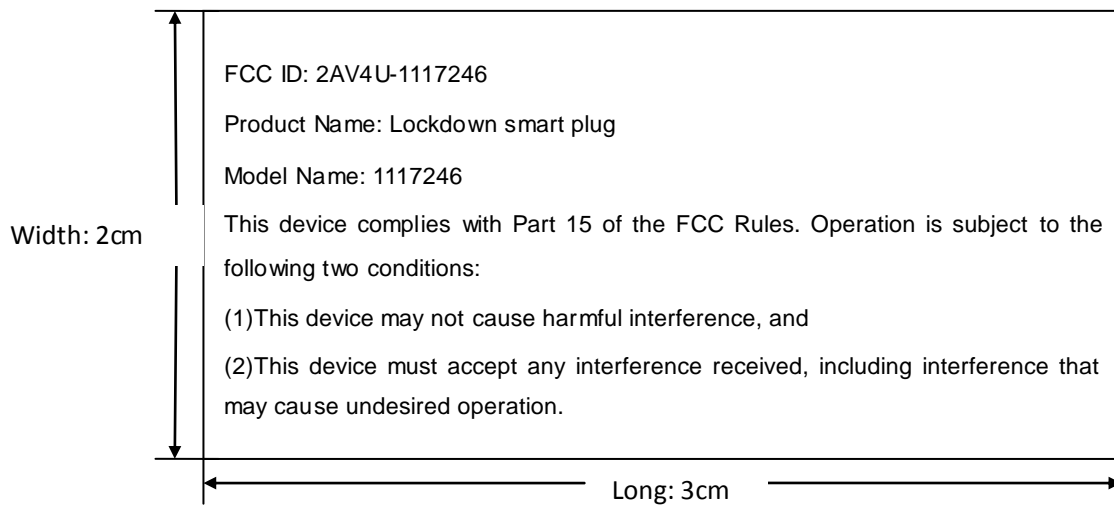 FCC ID: 2AV4U-1117246
Product Name: Lockdown smart plug
Model Name: 1117246
Width: 2cm
This device complies with Part 15 of the FCC Rules. Operation is subject to the
following two conditions:
(1)This device may not cause harmful interference, and
(2)This device must accept any interference received, including interference that
may cause undesired operation.
Long: 3cm